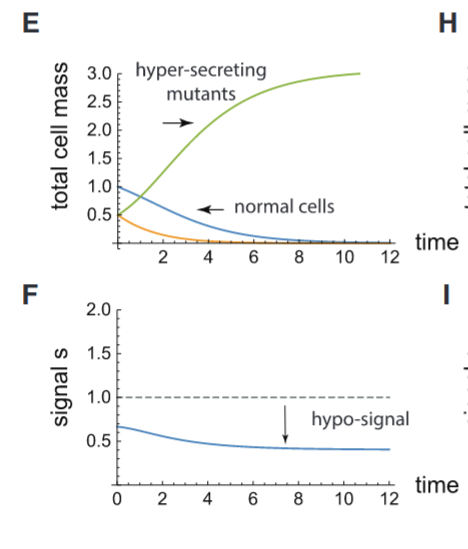 E
H
total cell mass
3.0
2.5
2.0
1.5
1.0
0.5
hyper-secreting
mutants
normal cells
2 4 6 8 10 12
time
F
I
signal s
2.0
1.5
1.0
0.5
hypo-signal
0 2 4 6 8 10 12
time